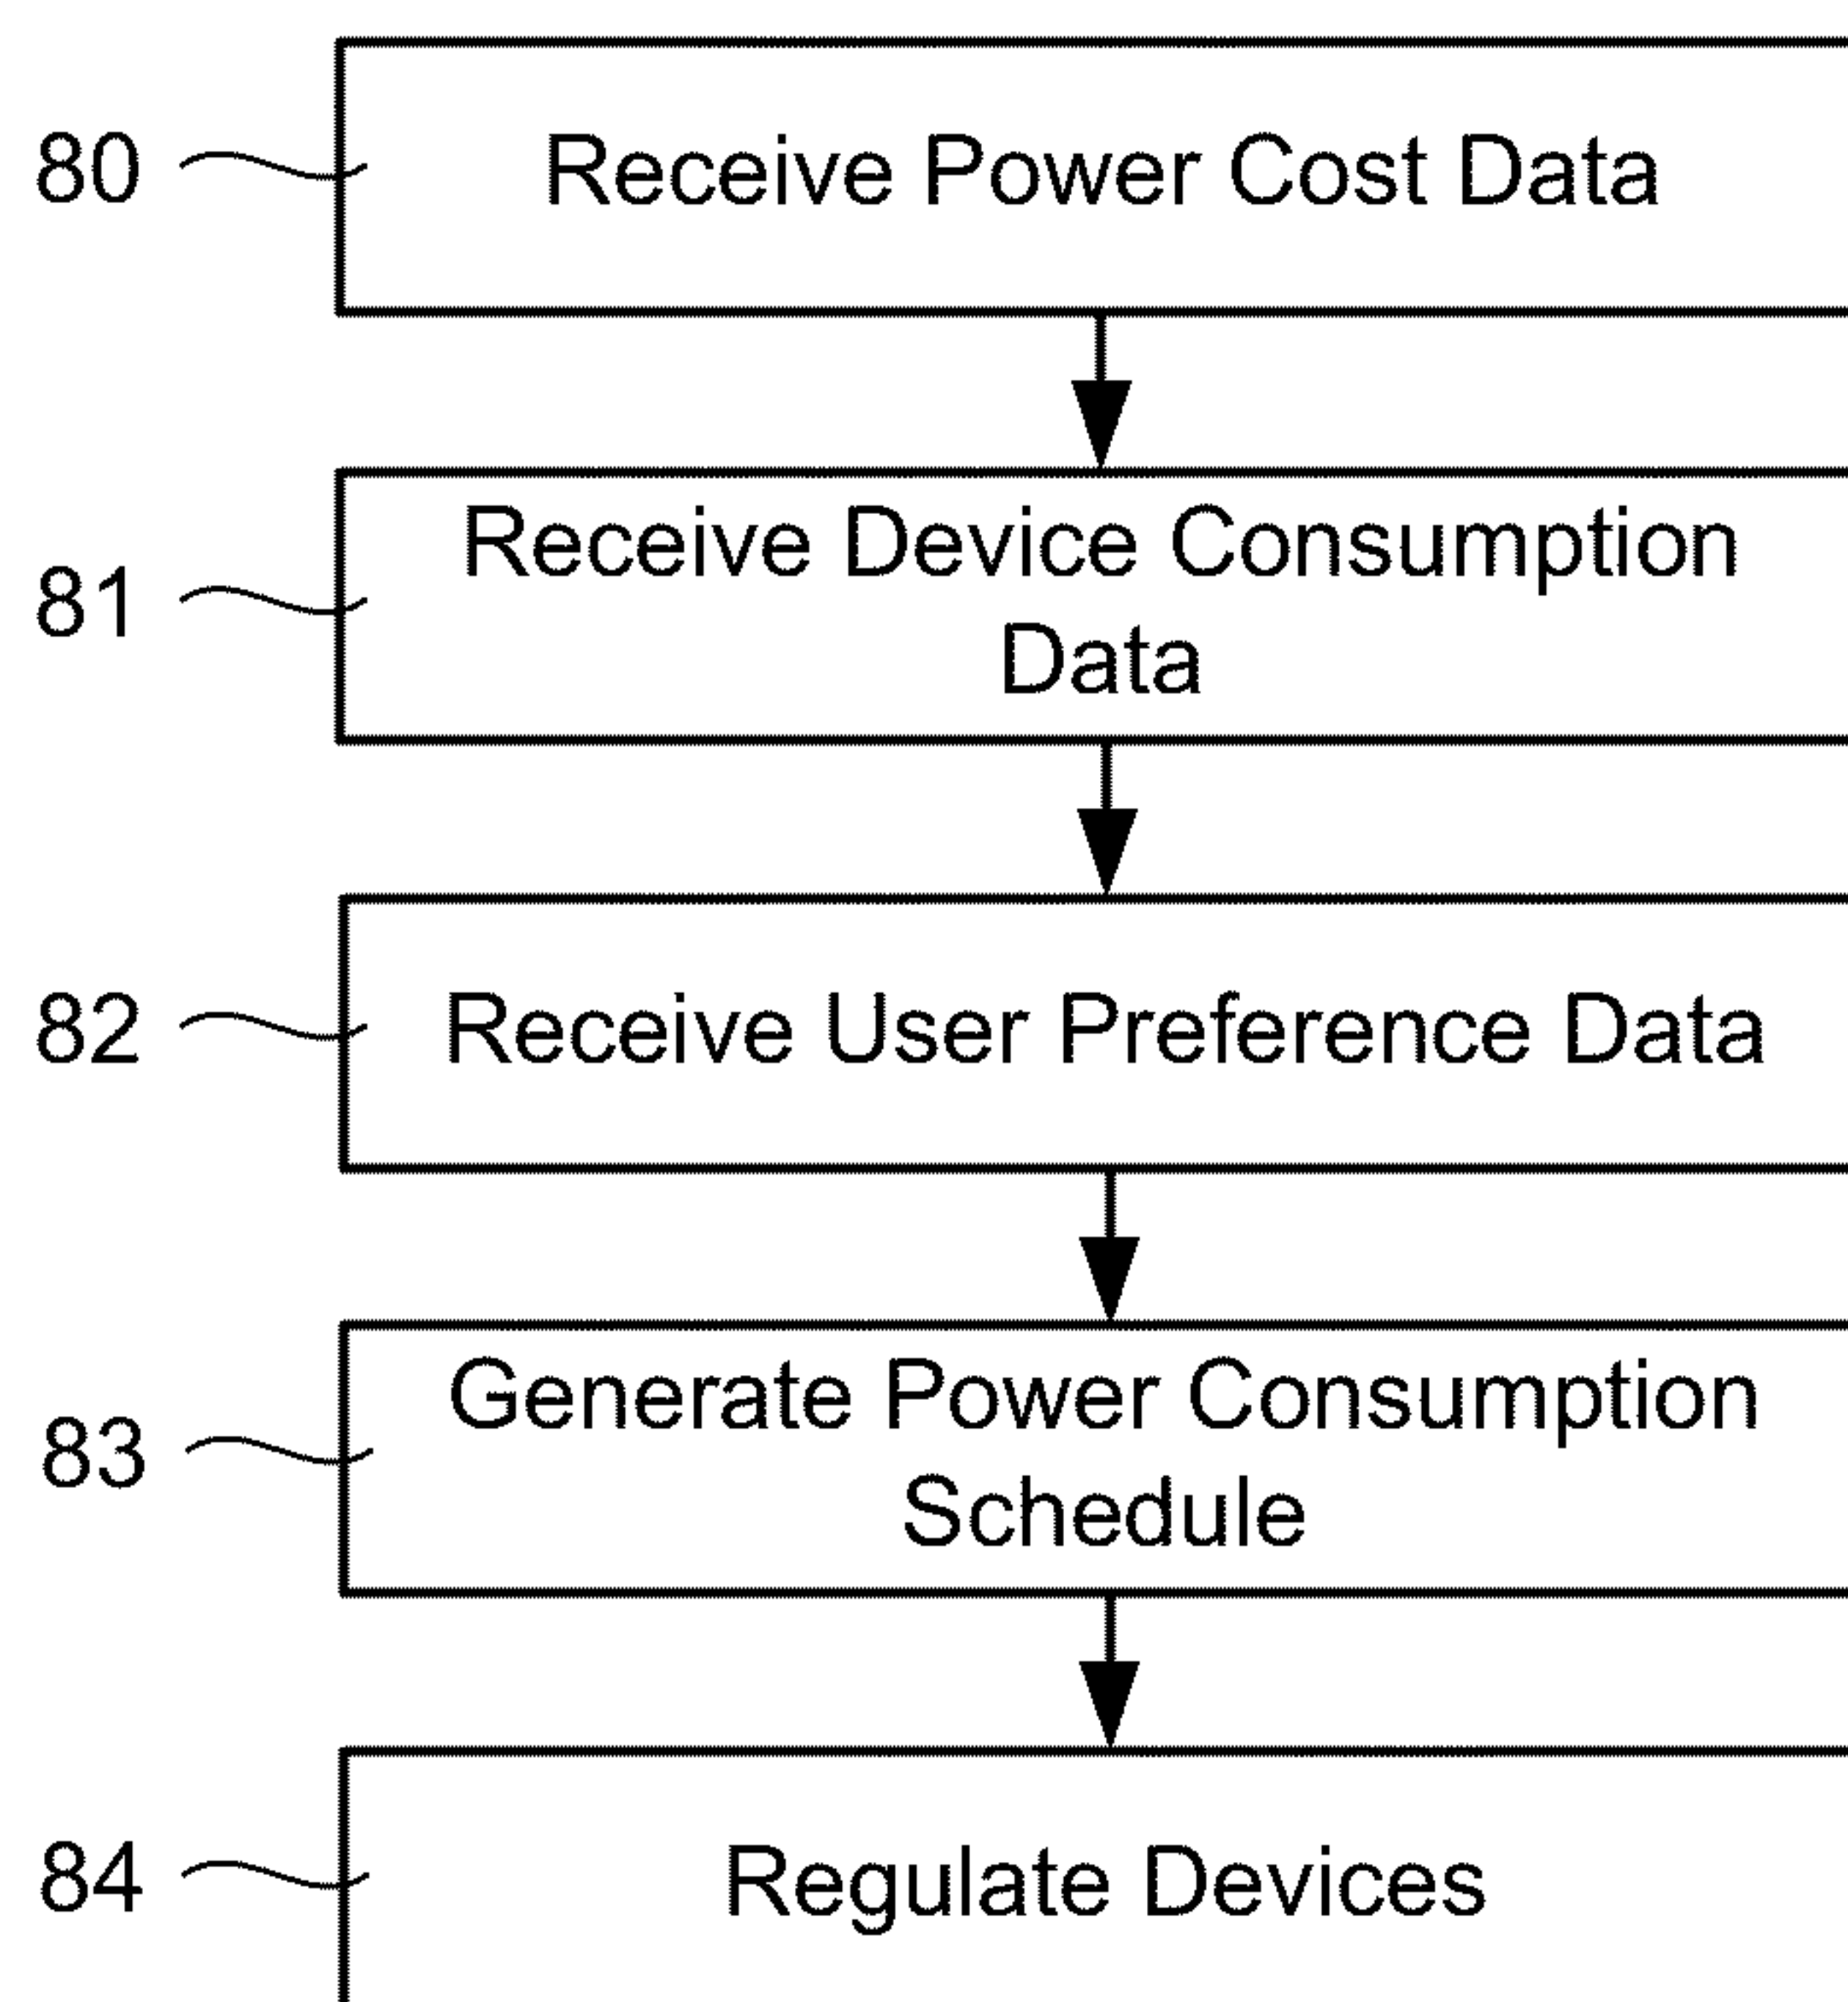 80 Receive Power Cost Data
81 Receive Device Consumption
Data
82 Receive User Preference Data
83 Generate Power Consumption
Schedule
84 Regulate Devices